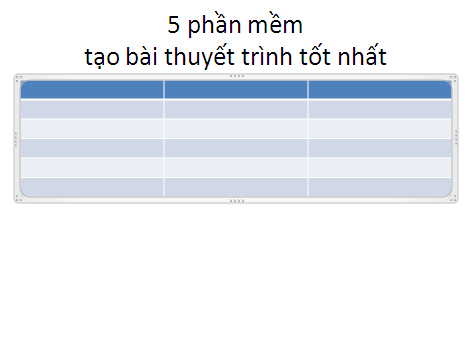 5 phần mềm
tạo bài thuyết trình tốt nhất